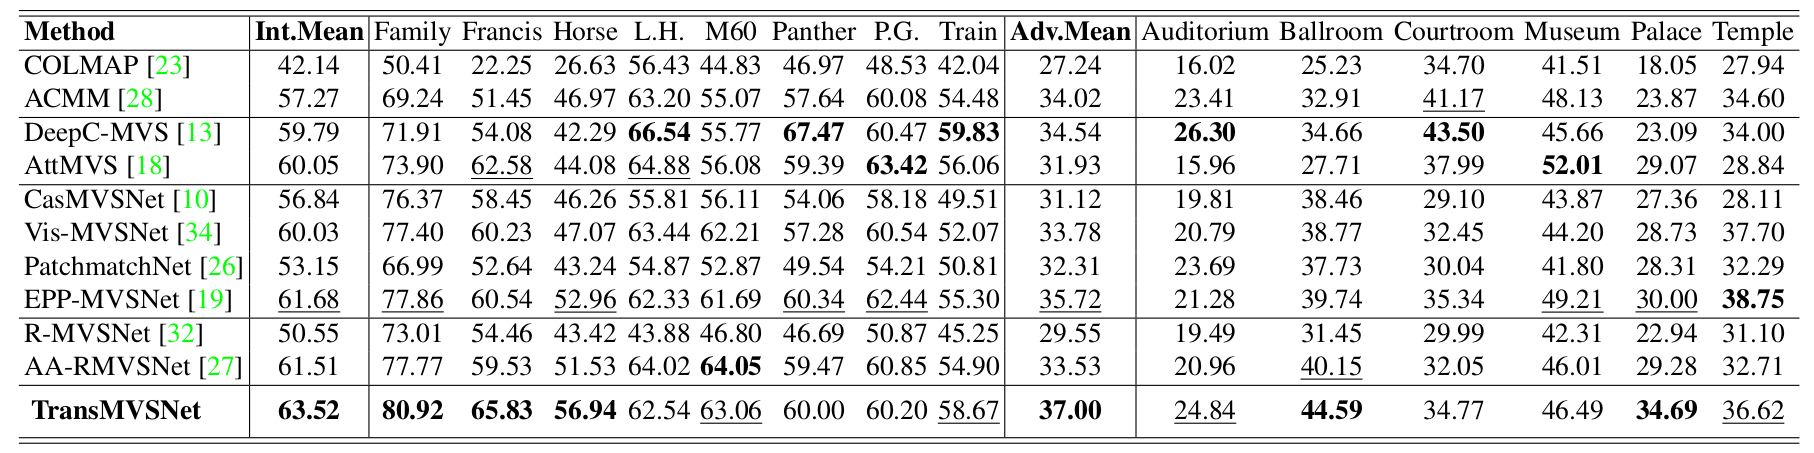 Method Int.Mean Family Francis Horse L.H. M60 Panther P.G. Train Adv.Mean Auditorium Ballroom Courtroom Museum Palace Temple
COLMAP [23] 42.14 50.41 22.25 26.63 56.43 44.83 46.97 48.53 42.04 27.24 16.02 25.23 34.70 41.51 18.05 27.94
ACMM [28] 57.27 69.24 51.45 46.97 63.20 55.07 57.64 60.08 54.48 34.02 23.41 32.91 41.17 48.13 23.87 34.60
DeepC-MVS [13] 59.79 71.91 54.08 42.29 66.54 55.77 67.47 60.47 59.83 34.54 26.30 34.66 43.50 45.66 23.09 34.00
AttMVS [18] 60.05 73.90 62.58 44.08 64.88 56.08 59.39 63.42 56.06 31.93 15.96 27.71 37.99 52.01 29.07 28.84
CasMVSNet [10] 56.84 76.37 58.45 46.26 55.81 56.11 54.06 58.18 49.51 31.12 19.81 38.46 29.10 43.87 27.36 28.11
Vis-MVSNet [34] 60.03 77.40 60.23 47.07 63.44 62.21 57.28 60.54 52.07 33.78 20.79 38.77 32.45 44.20 28.73 37.70
PatchmatchNet [26] 53.15 66.99 52.64 43.24 54.87 52.87 49.54 54.21 50.81 32.31 23.69 37.73 30.04 41.80 28.31 32.29
EPP-MVSNet [19] 61.68 77.86 60.54 52.96 62.33 61.69 60.34 62.44 55.30 35.72 21.28 39.74 35.34 49.21 30.00 38.75
R-MVSNet [32] 50.55 73.01 54.46 43.42 43.88 46.80 46.69 50.87 45.25 29.55 19.49 31.45 29.99 42.31 22.94 31.10
AA-RMVSNet [27] 61.51 77.77 59.53 51.53 64.02 64.05 59.47 60.85 54.90 33.53 20.96 40.15 32.05 46.01 29.28 32.71
TransMVSNet 63.52 80.92 65.83 56.94 62.54 63.06 60.00 60.20 58.67 37.00 24.84 44.59 34.77 46.49 34.69 36.62